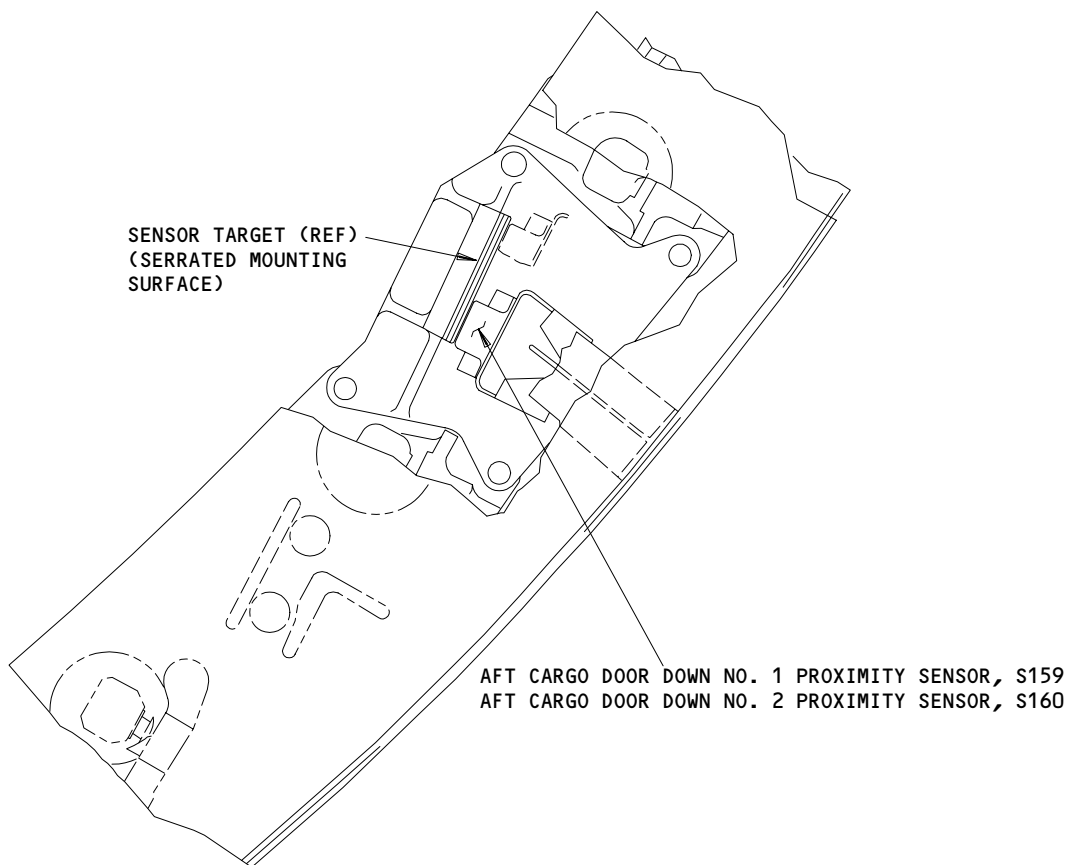 SENSOR TARGET (REF)
(SERRATED MOUNTING
SURFACE)
AFT CARGO DOOR DOWN NO. 1 PROXIMITY SENSOR, S159
AFT CARGO DOOR DOWN NO. 2 PROXIMITY SENSOR, S160